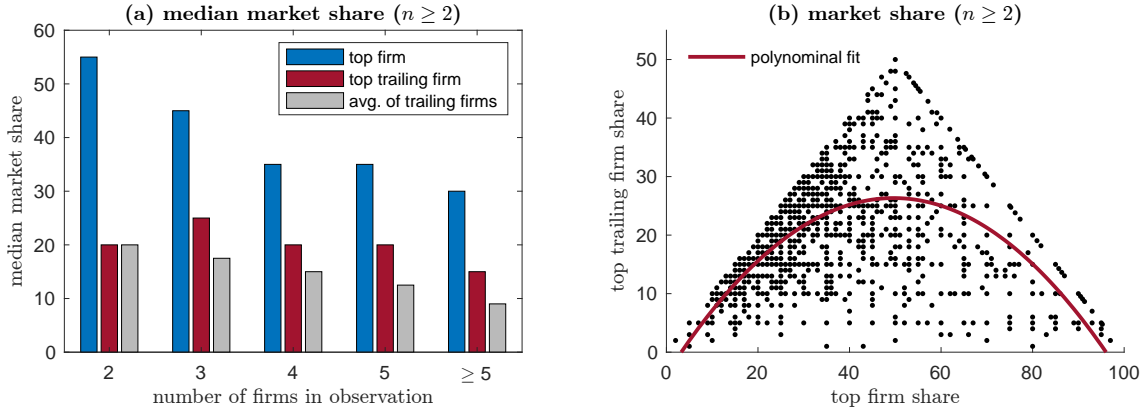 (a) median market share (n ≥ 2)
60
50
40
30
20
10
0
median market share
top firm
top trailing firm
avg. of trailing firms
2 3 4 5 ≥ 5
number of firms in observation
(b) market share (n ≥ 2)
50
40
30
20
10
0
top trailing firm share
polynominal fit
0 20 40 60 80 100
top firm share